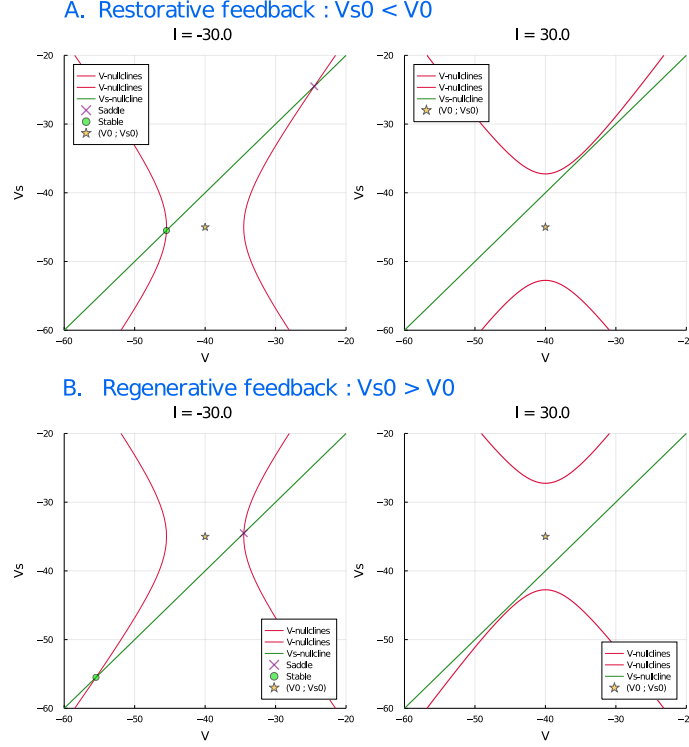 A. Restorative feedback : Vs0 < V0
I = -30.0
I = 30.0
−20
−30
−40
−50
−60
Vs
−60
−50
−40
−30
−20
V
V-nullclines
V-nullclines
Vs-nullcline
Saddle
Stable
(V0 ; Vs0)
−20
−30
−40
−50
−60
−60
−50
−40
−30
−2
V
V-nullclines
V-nullclines
Vs-nullcline
(V0 ; Vs0)
B. Regenerative feedback : Vs0 > V0
I = -30.0
I = 30.0
−20
−30
−40
−50
−60
Vs
−60
−50
−40
−30
−20
V
V-nullclines
V-nullclines
Vs-nullcline
Saddle
Stable
(V0 ; Vs0)
−20
−30
−40
−50
−60
−60
−50
−40
−30
−2
V
V-nullclines
V-nullclines
Vs-nullcline
(V0 ; Vs0)